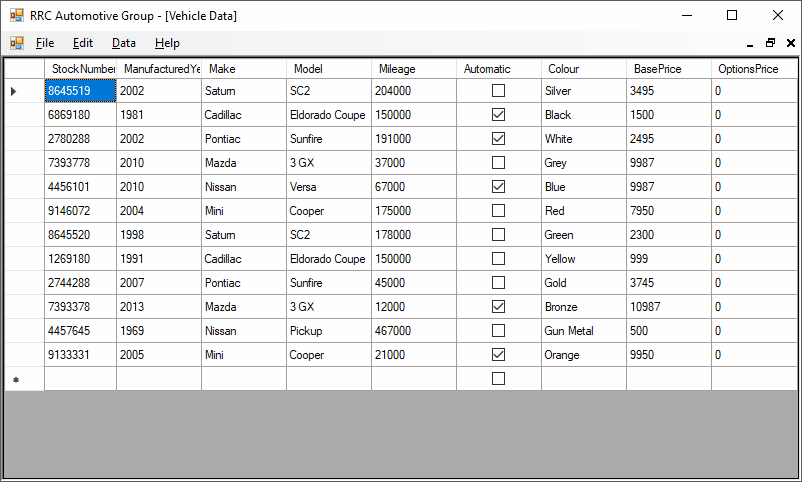 RRC Automotive Group - [Vehicle Data]
File Edit Data Help
StockNumber ManufacturedYe Make Model Mileage Automatic Colour BasePrice OptionsPrice
8645519 2002 Saturn SC2 204000 Silver 3495 0
6869180 1981 Cadillac Eldorado Coupe 150000 Black 1500 0
2780288 2002 Pontiac Sunfire 191000 White 2495 0
7393778 2010 Mazda 3 GX 37000 Grey 9987 0
4456101 2010 Nissan Versa 67000 Blue 9987 0
9146072 2004 Mini Cooper 175000 Red 7950 0
8645520 1998 Saturn SC2 178000 Green 2300 0
1269180 1991 Cadillac Eldorado Coupe 150000 Yellow 999 0
2744288 2007 Pontiac Sunfire 45000 Gold 3745 0
7393378 2013 Mazda 3 GX 12000 Bronze 10987 0
4457645 1969 Nissan Pickup 467000 Gun Metal 500 0
9133331 2005 Mini Cooper 21000 Orange 9950 0